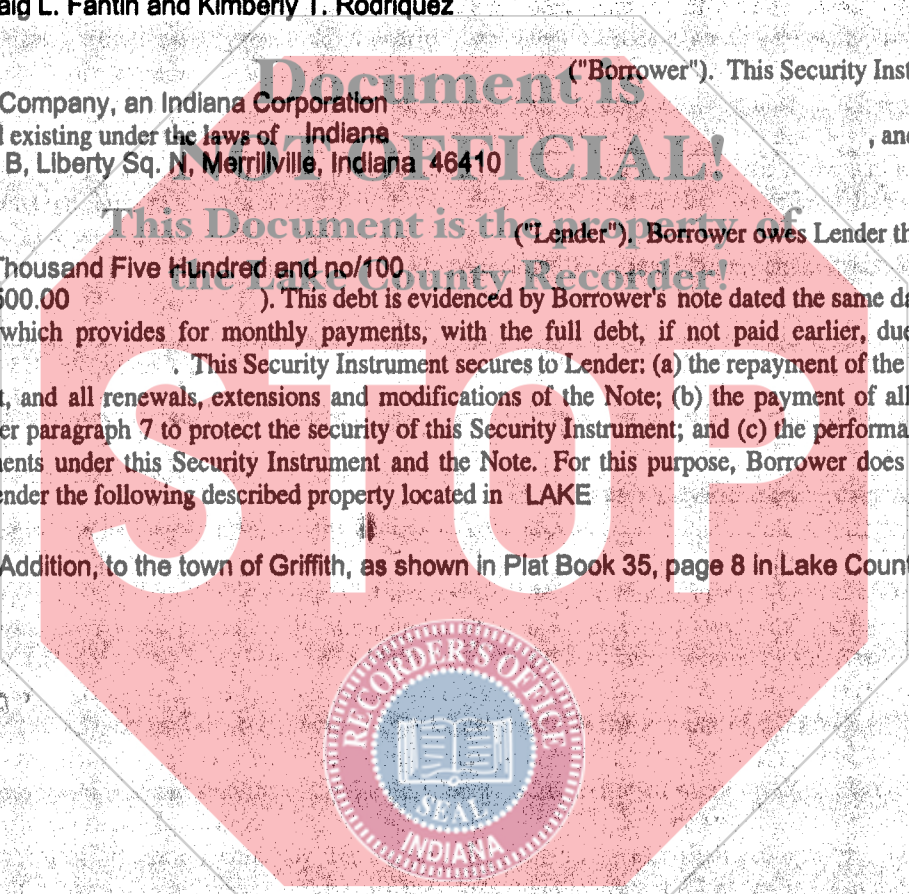 aig L. Fantin and Kimberly T. Rodriquez
("Borrower"). This Security Inst
Document is
Company, an Indiana Corporation
existing under the laws of Indiana , and
NOT OFFICIAL!
B, Liberty Sq. N, Merrillville, Indiana 46410
This Document is the property of
("Lender"). Borrower owes Lender th
Thousand Five Hundred and no/100
the Lake County Recorder!
500.00 ). This debt is evidenced by Borrower's note dated the same da
which provides for monthly payments, with the full debt, if not paid earlier, due
. This Security Instrument secures to Lender: (a) the repayment of the
t, and all renewals, extensions and modifications of the Note; (b) the payment of all
er paragraph 7 to protect the security of this Security Instrument; and (c) the performa
ents under this Security Instrument and the Note. For this purpose, Borrower does
ender the following described property located in LAKE
STOP
Addition, to the town of Griffith, as shown in Plat Book 35, page 8 in Lake Count
RECORDER'S OFFICE
SEAL
INDIANA